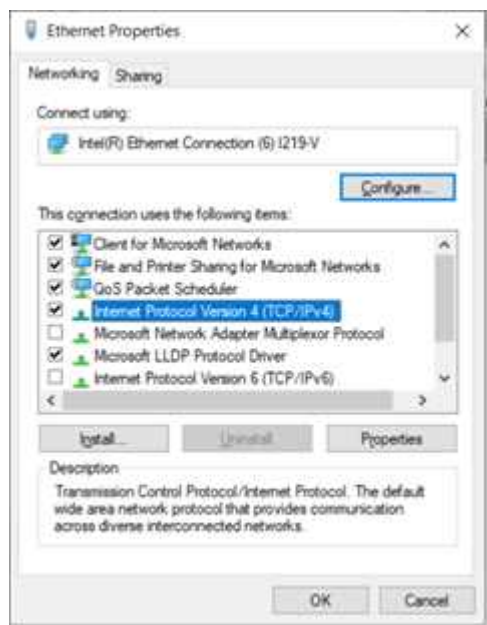 Ethernet Properties
Networking
Sharing
Connect using:
Intel(R) Ethernet Connection (6) I219-V
Configure...
This connection uses the following items:
Client for Microsoft Networks
File and Printer Sharing for Microsoft Networks
QoS Packet Scheduler
Internet Protocol Version 4 (TCP/IPv4)
Microsoft Network Adapter Multiplexor Protocol
Microsoft LLDP Protocol Driver
Internet Protocol Version 6 (TCP/IPv6)
Install...
Uninstall
Properties
Description
Transmission Control Protocol/Internet Protocol. The default
wide area network protocol that provides communication
across diverse interconnected networks.
OK
Cancel